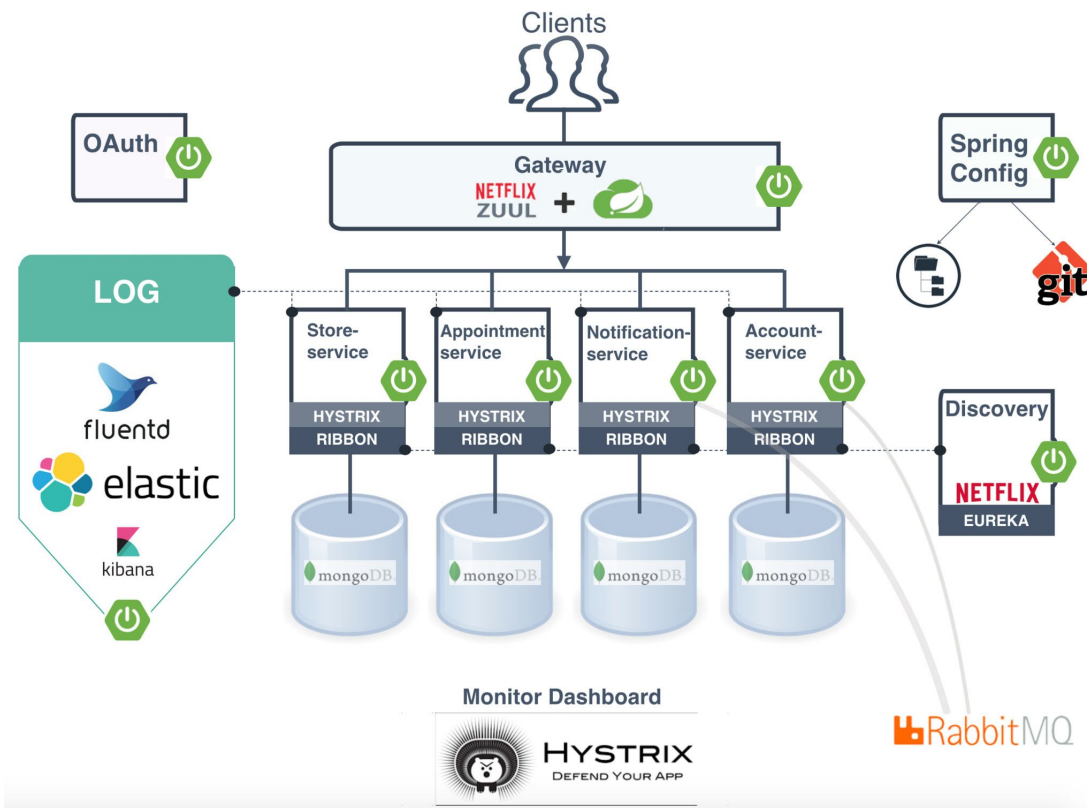 Clients
OAuth
Gateway
NETFLIX
ZUUL
+
Spring
Config
git
LOG
fluentd
elastic
kibana
Store-
service
HYSTRIX
RIBBON
Appointment
service
HYSTRIX
RIBBON
Notification-
service
HYSTRIX
RIBBON
Account-
service
HYSTRIX
RIBBON
Discovery
NETFLIX
EUREKA
mongoDB.
mongoDB.
mongoDB.
mongoDB.
Monitor Dashboard
HYSTRIX
DEFEND YOUR APP
RabbitMQ